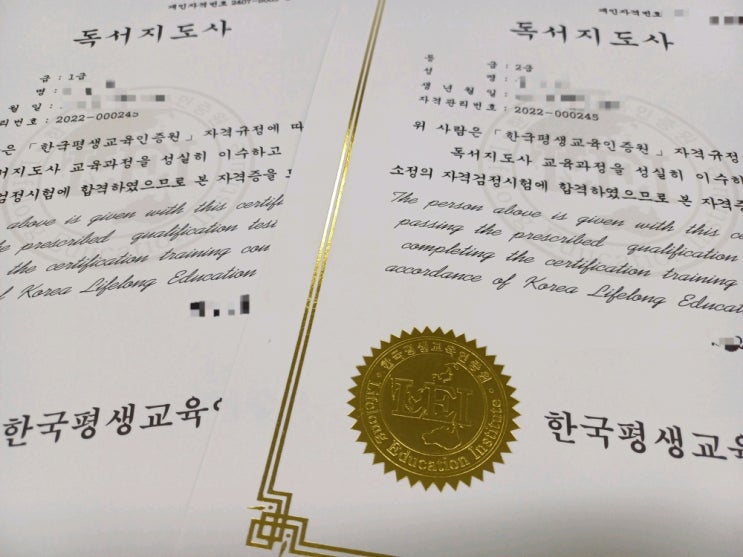 독서지도사
급 : 1급
명 :
월 일 :
리번호 : 2022-000245
은 「한국평생교육인증원」 자격규정에 따
서지도사 교육과정을 성실히 이수하고
검정시험에 합격하였으므로 본 자격증을
above is given with this certifi
prescribed qualification testi
the certification training con
Korea Lifelong Education
한국평생교육
재인자격번호
독서지도사
등 급 : 2급
성 명 :
생 년 월 일 :
자격관리번호 : 2022-000245
위 사람은 「한국평생교육인증원」 자격규정
독서지도사 교육과정을 성실히 이수하
소정의 자격검정시험에 합격하였으므로 본 자격증
The person above is given with this ce
passing the prescribed qualification
completing the certification training
accordance of Korea Lifelong Educat
한국평생교육인증원
LEI
Lifelong Education Institute
한국평생교육